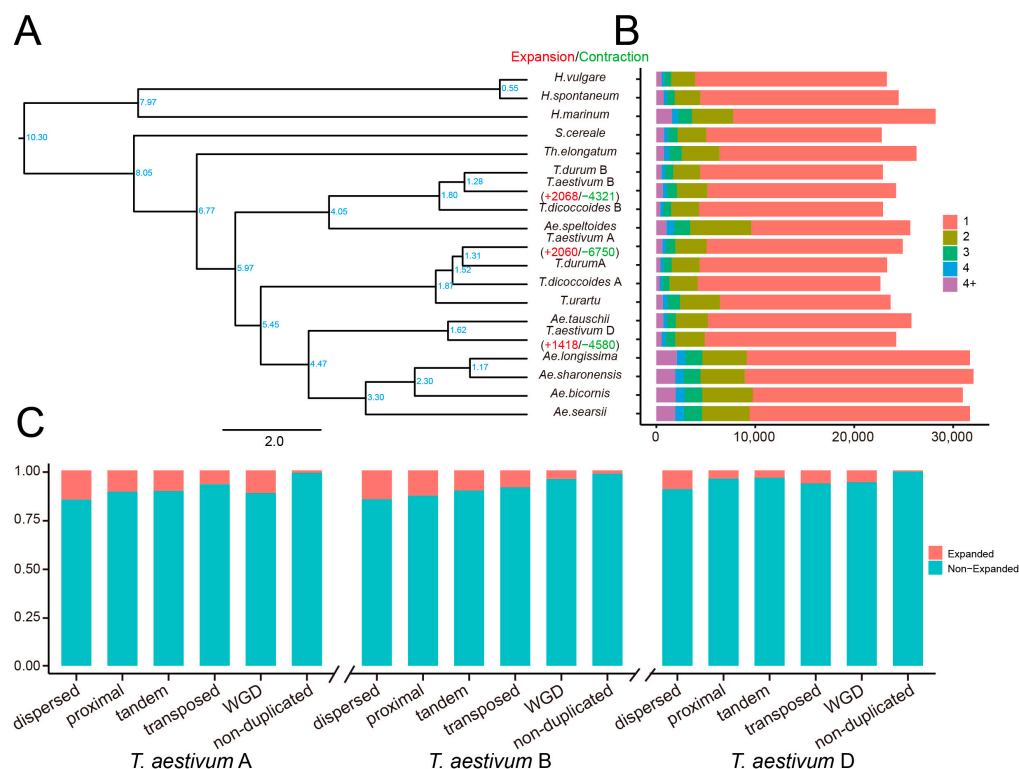 A
B
Expansion/Contraction
H.vulgare
0.55
H.spontaneum
7.97
H.marinum
10.30
S.cereale
8.05
Th.elongatum
T.durum B
1.28
T.aestivum B
1.80
(+2068/−4321)
6.77
T.dicoccoides B
4.05
Ae.speltoides
T.aestivum A
1.31
(+2060/−6750)
5.97
1.52
T.durumA
T.dicoccoides A
1.87
T.urartu
Ae.tauschii
5.45
1.62
T.aestivum D
(+1418/−4580)
Ae.longissima
4.47
1.17
Ae.sharonensis
2.30
Ae.bicornis
3.30
Ae.searsii
2.0
1
2
3
4
4+
0
10,000
20,000
30,000
C
1.00
0.75
0.50
0.25
0.00
Expanded
Non−Expanded
dispersed
proximal
tandem
transposed
WGD
non-duplicated
dispersed
proximal
tandem
transposed
WGD
non-duplicated
dispersed
proximal
tandem
transposed
WGD
non-duplicated
T. aestivum A
T. aestivum B
T. aestivum D